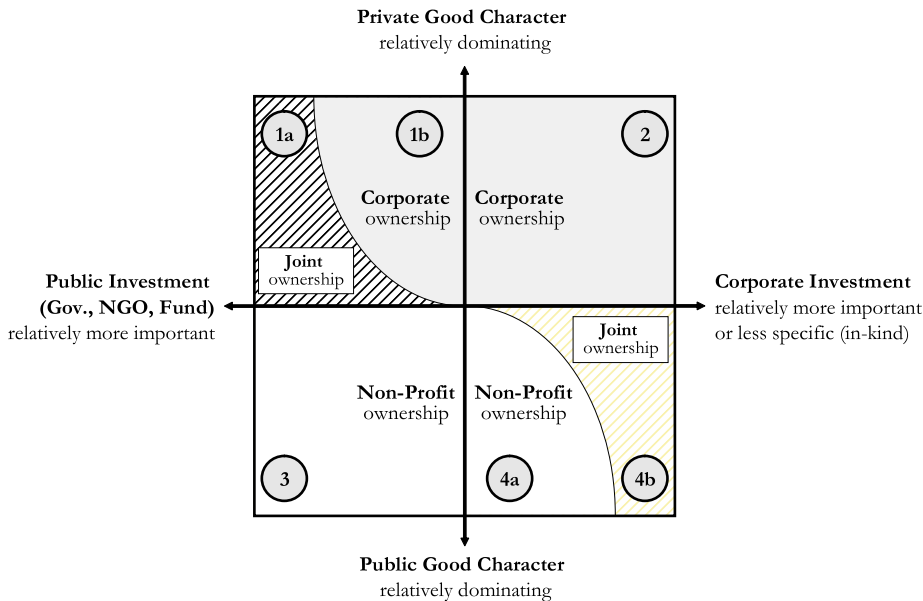 Private Good Character
relatively dominating
1a
1b
2
Corporate
ownership
Corporate
ownership
Joint
ownership
Public Investment
(Gov., NGO, Fund)
relatively more important
Corporate Investment
relatively more important
or less specific (in-kind)
Joint
ownership
Non-Profit
ownership
Non-Profit
ownership
3
4a
4b
Public Good Character
relatively dominating